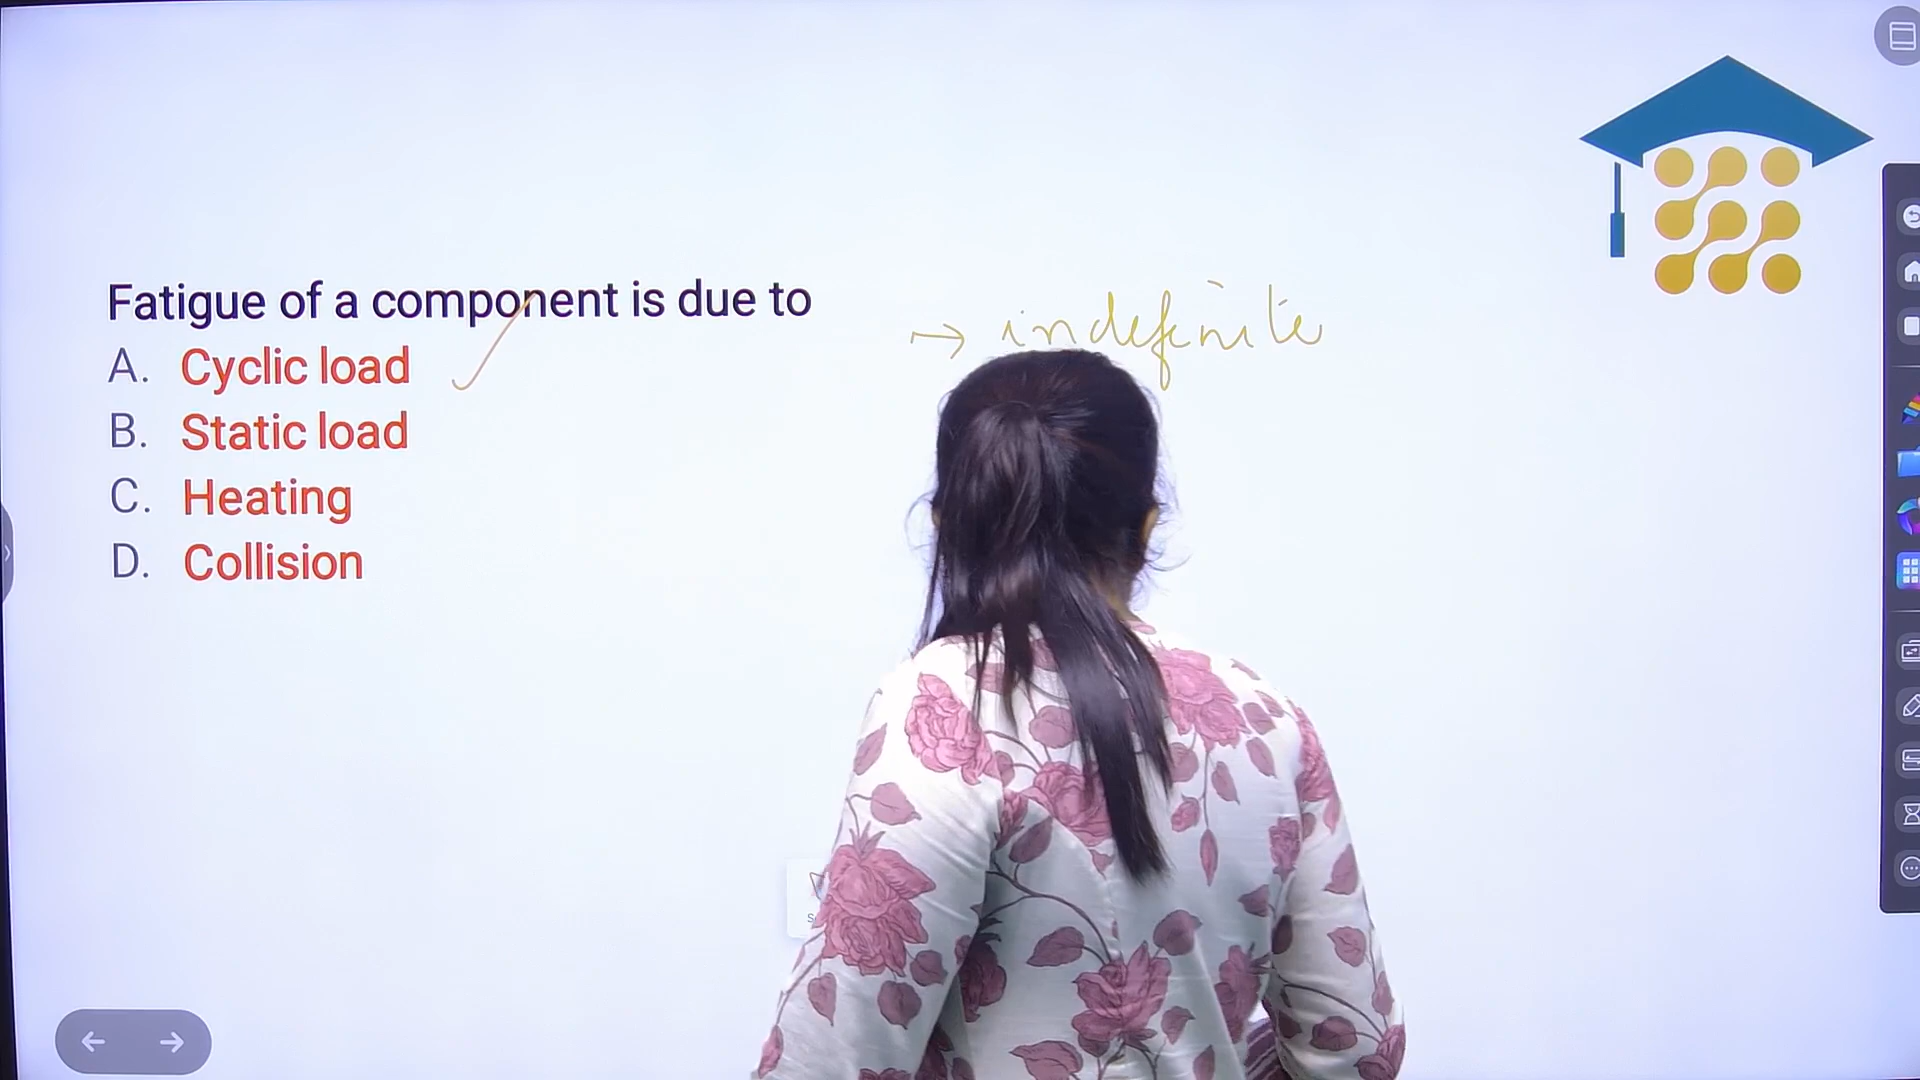 Fatigue of a component is due to
A. Cyclic load
B. Static load
C. Heating
D. Collision
→ indefinite